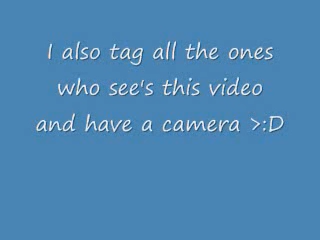 I also tag all the ones
who see's this video
and have a camera >:D